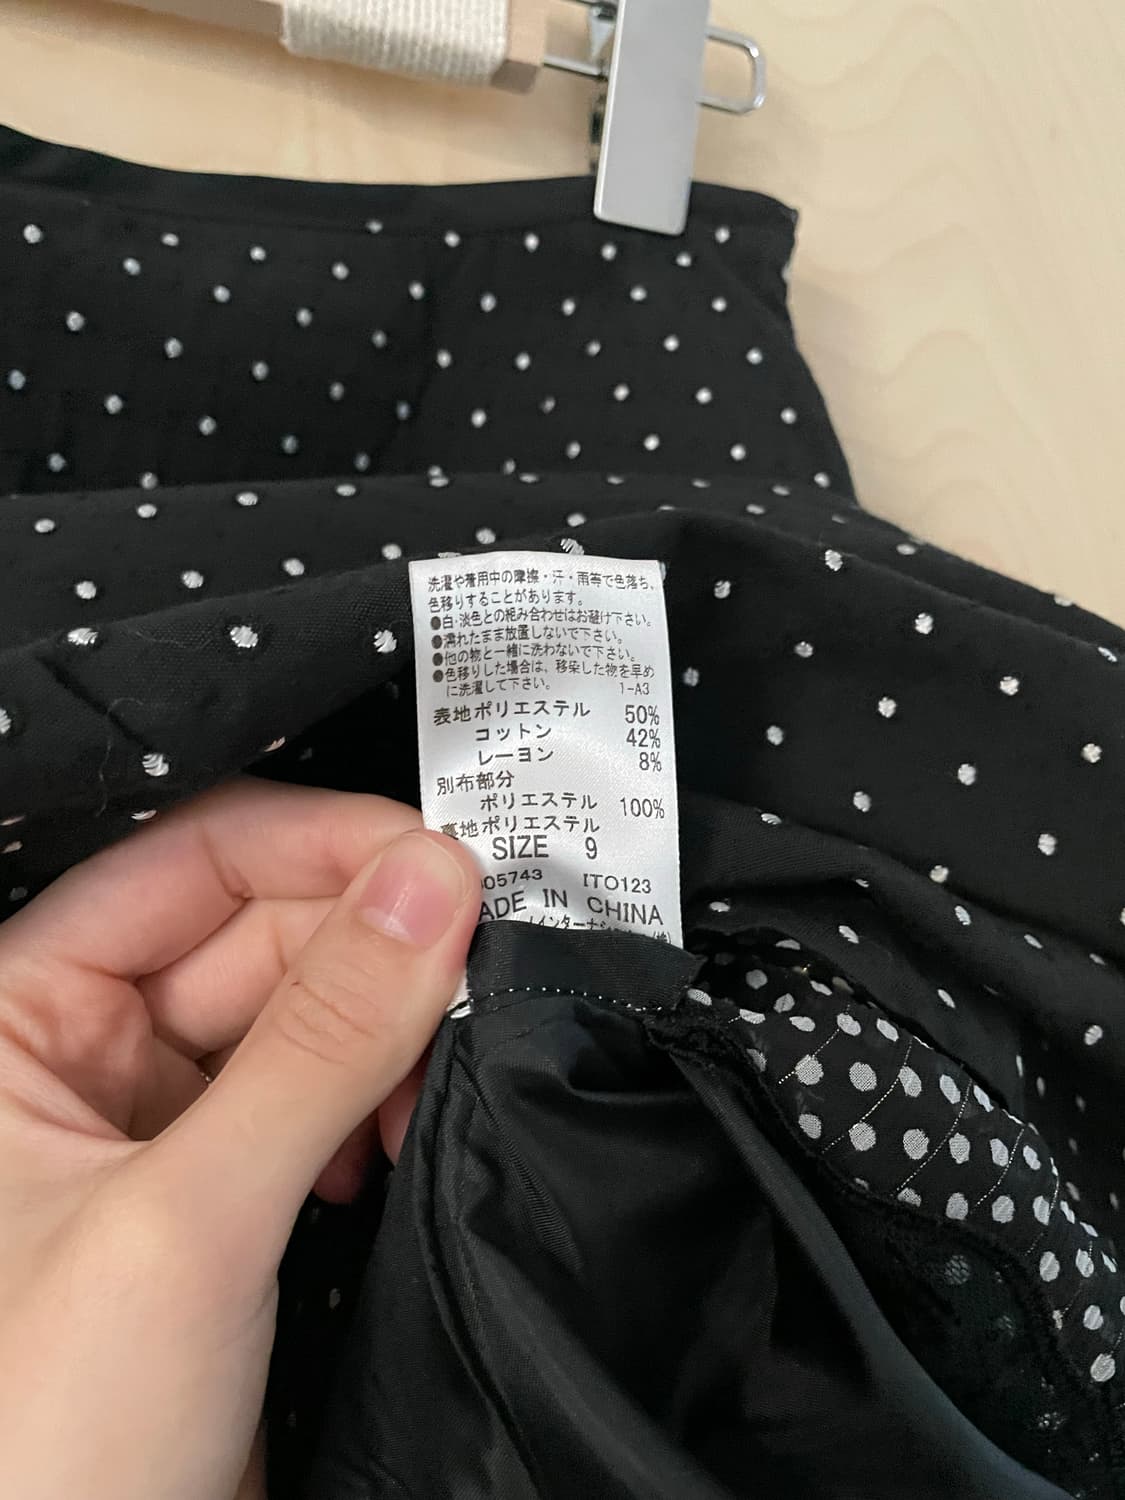 洗濯や着用中の摩擦・汗・雨等で色落ち、
色移りすることがあります。
●白・淡色との組み合わせはお避け下さい。
●濡れたまま放置しないで下さい。
●他の物と一緒に洗わないで下さい。
●色移りした場合は、移染した物を早め
に洗濯して下さい。 1-A3
表地ポリエステル 50%
コットン 42%
レーヨン 8%
別布部分
ポリエステル 100%
裏地ポリエステル
SIZE 9
05743 ITO123
ADE IN CHINA